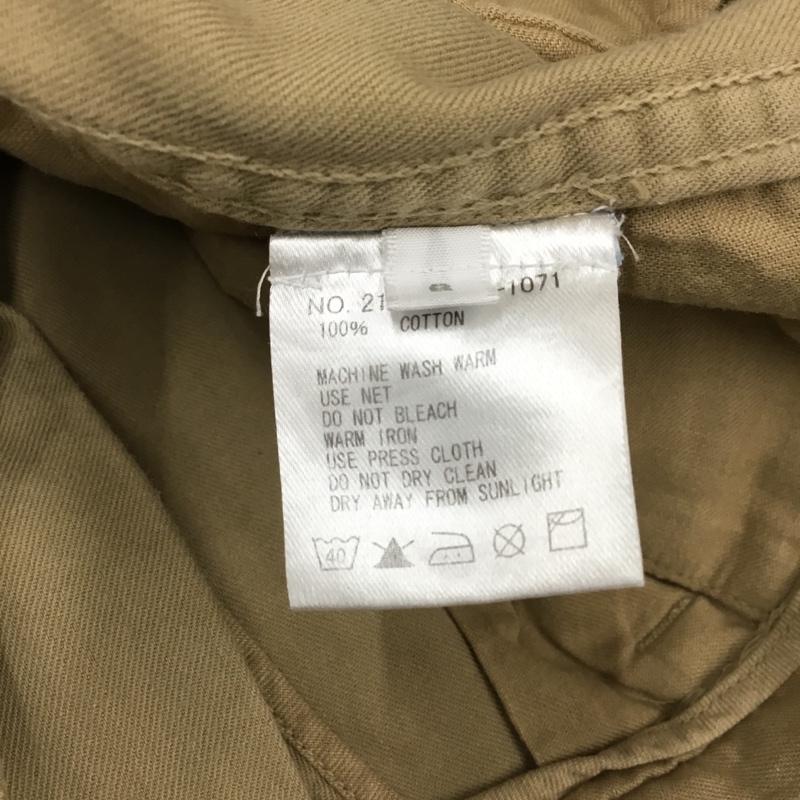 NO. 21 -1071
100% COTTON
MACHINE WASH WARM
USE NET
DO NOT BLEACH
WARM IRON
USE PRESS CLOTH
DO NOT DRY CLEAN
DRY AWAY FROM SUNLIGHT
40